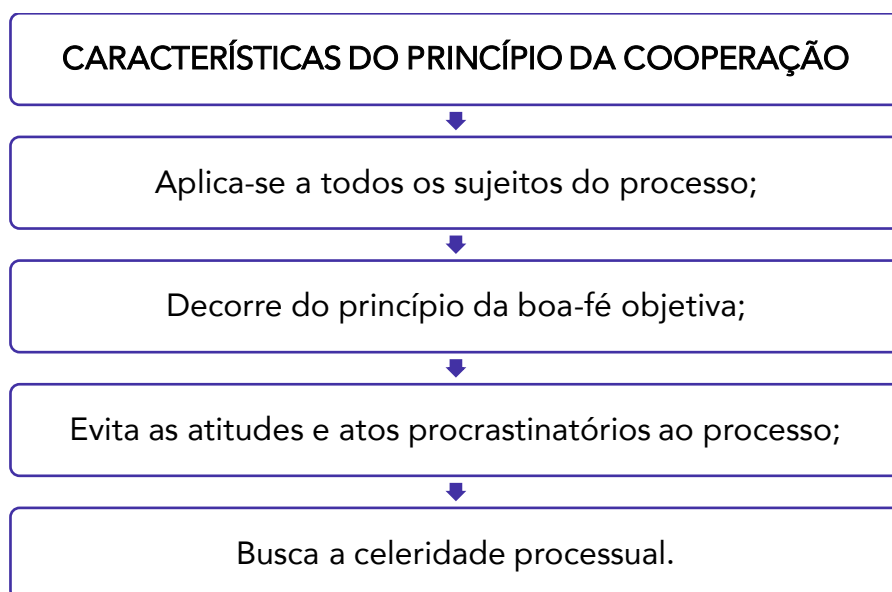 CARACTERÍSTICAS DO PRINCÍPIO DA COOPERAÇÃO
Aplica-se a todos os sujeitos do processo;
Decorre do princípio da boa-fé objetiva;
Evita as atitudes e atos procrastinatórios ao processo;
Busca a celeridade processual.